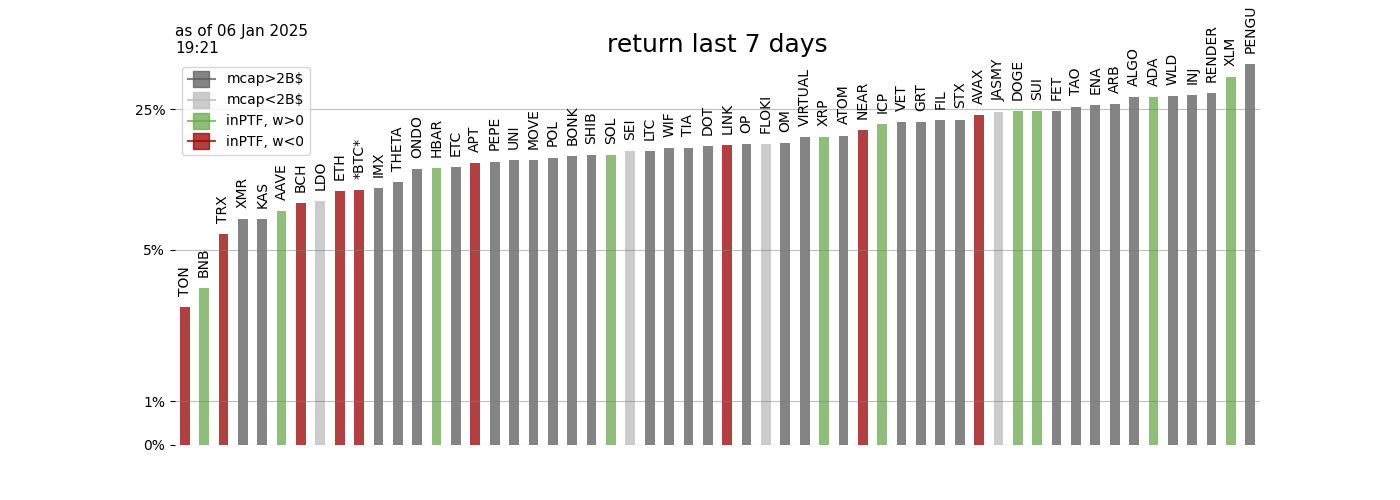 as of 06 Jan 2025
19:21
return last 7 days
mcap>2B$
mcap<2B$
inPTF, w>0
inPTF, w<0
25%
5%
1%
0%
TON
BNB
TRX
XMR
KAS
AAVE
BCH
LDO
ETH
*BTC*
IMX
THETA
ONDO
HBAR
ETC
APT
PEPE
UNI
MOVE
POL
BONK
SHIB
SOL
SEI
LTC
WIF
TIA
DOT
LINK
OP
FLOKI
OM
VIRTUAL
XRP
ATOM
NEAR
ICP
VET
GRT
FIL
STX
AVAX
JASMY
DOGE
SUI
FET
TAO
ENA
ARB
ALGO
ADA
WLD
INJ
RENDER
XLM
PENGU